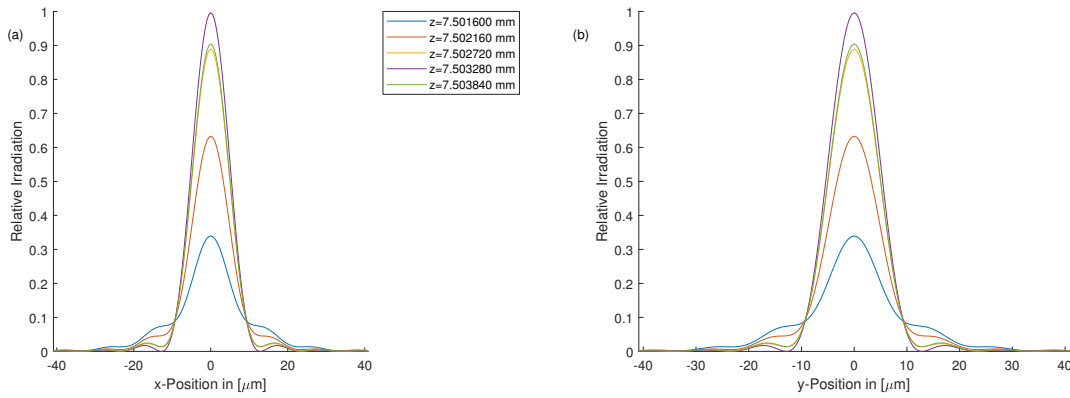 (a)
1
0.9
0.8
0.7
0.6
0.5
0.4
0.3
0.2
0.1
0
Relative Irradiation
-40 -20 0 20 40
x-Position in [μm]
z=7.501600 mm
z=7.502160 mm
z=7.502720 mm
z=7.503280 mm
z=7.503840 mm
(b)
1
0.9
0.8
0.7
0.6
0.5
0.4
0.3
0.2
0.1
0
Relative Irradiation
-40 -30 -20 -10 0 10 20 30 40
y-Position in [μm]